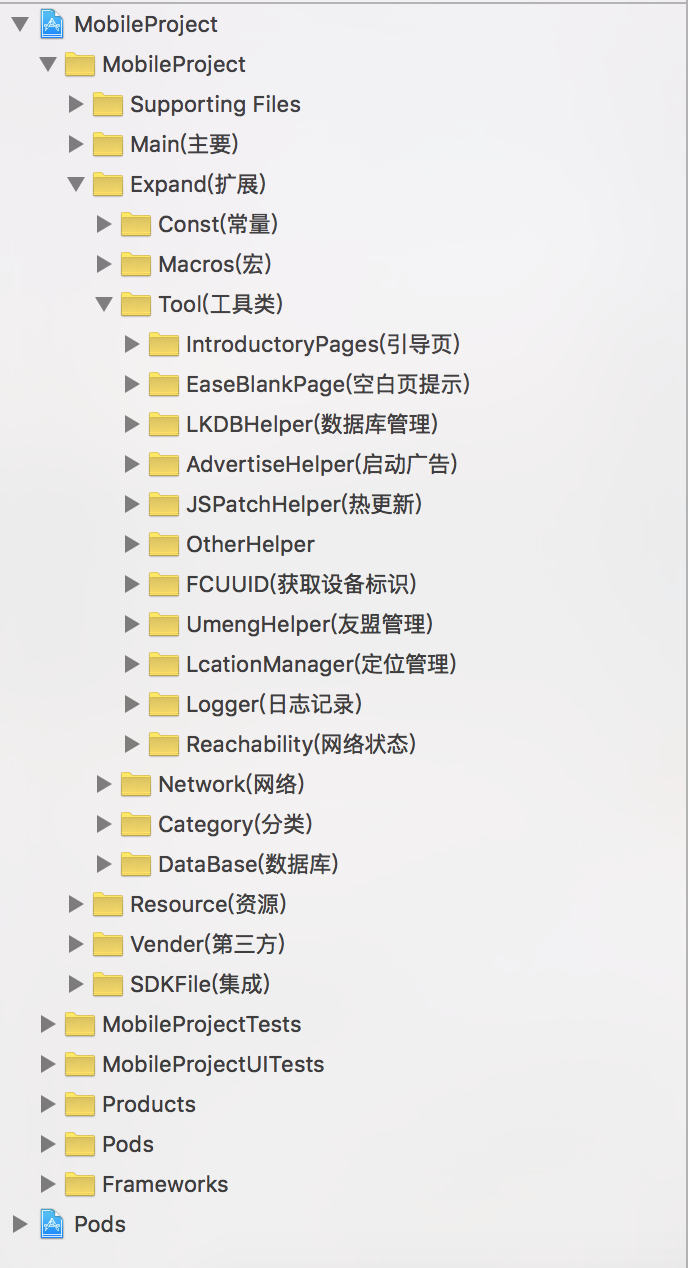 MobileProject
MobileProject
Supporting Files
Main(主要)
Expand(扩展)
Const(常量)
Macros(宏)
Tool(工具类)
IntroductoryPages(引导页)
EaseBlankPage(空白页提示)
LKDBHelper(数据库管理)
AdvertiseHelper(启动广告)
JSPatchHelper(热更新)
OtherHelper
FCUUID(获取设备标识)
UmengHelper(友盟管理)
LcationManager(定位管理)
Logger(日志记录)
Reachability(网络状态)
Network(网络)
Category(分类)
DataBase(数据库)
Resource(资源)
Vender(第三方)
SDKFile(集成)
MobileProjectTests
MobileProjectUITests
Products
Pods
Frameworks
Pods